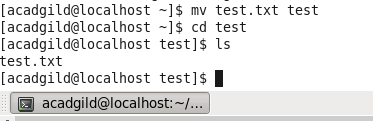 [acadgild@localhost ~]$ mv test.txt test
[acadgild@localhost ~]$ cd test
[acadgild@localhost test]$ ls
test.txt
[acadgild@localhost test]$
acadgild@localhost:~/...